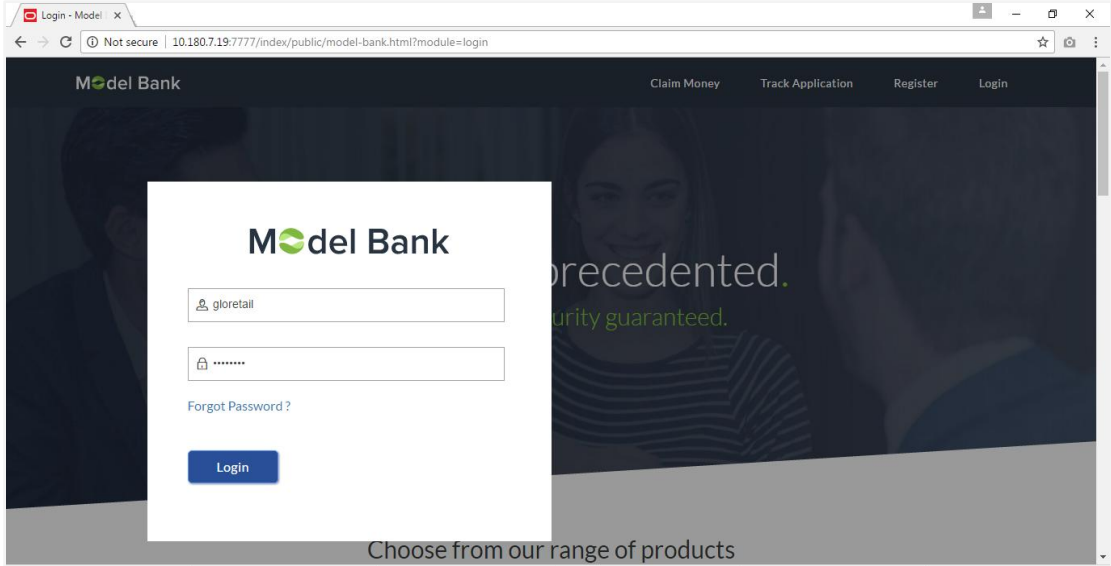 Login - Model
Not secure | 10.180.7.19:7777/index/public/model-bank.html?module=login
Model Bank
Claim Money
Track Application
Register
Login
Model Bank
gloretail
••••••••
Forgot Password ?
Login
precedented.
urity guaranteed.
Choose from our range of products